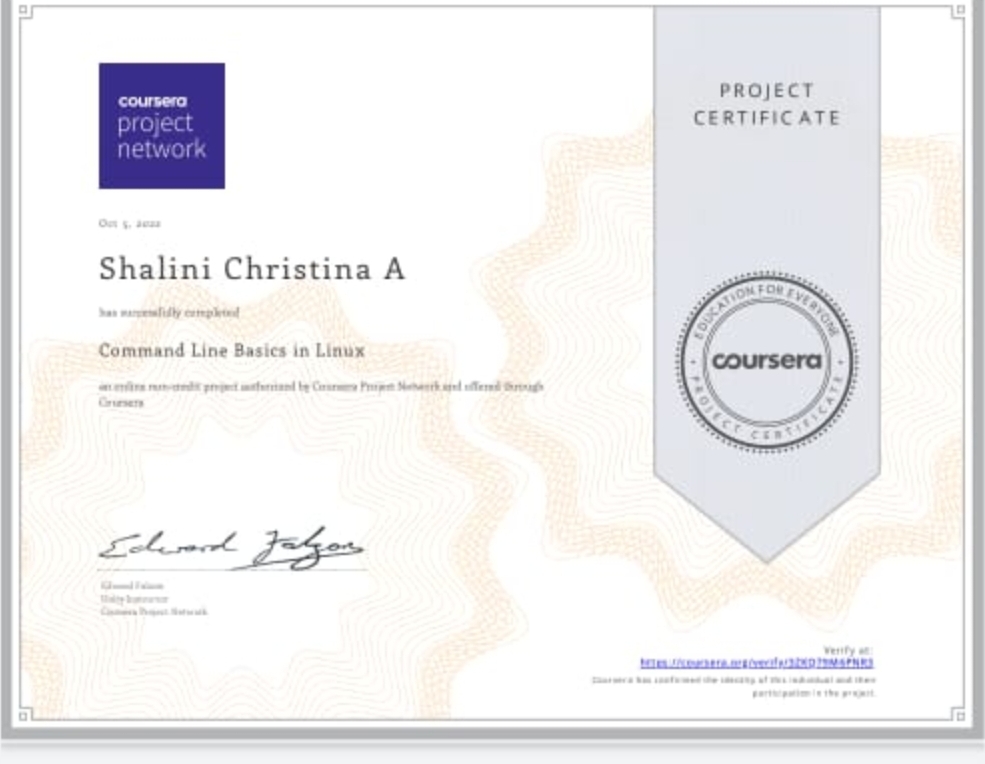 coursera
project
network
PROJECT
CERTIFICATE
Oct 5, 2020
Shalini Christina A
has successfully completed
Command Line Basics in Linux
an online non-credit project authorized by Coursera Project Network and offered through
Coursera
EDUCATION FOR EVERYONE
coursera
PROJECT CERTIFICATE
Edward Falzon
Edward Falzon
Unity Instructor
Coursera Project Network
Verify at:
https://coursera.org/verify/
Coursera has confirmed the identity of this individual and their
participation in the project.